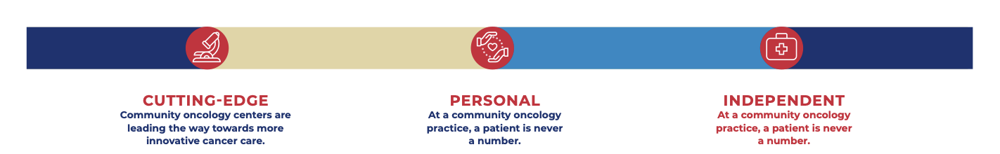 CUTTING-EDGE
Community oncology centers are
leading the way towards more
innovative cancer care.
PERSONAL
At a community oncology
practice, a patient is never
a number.
INDEPENDENT
At a community oncology
practice, a patient is never
a number.